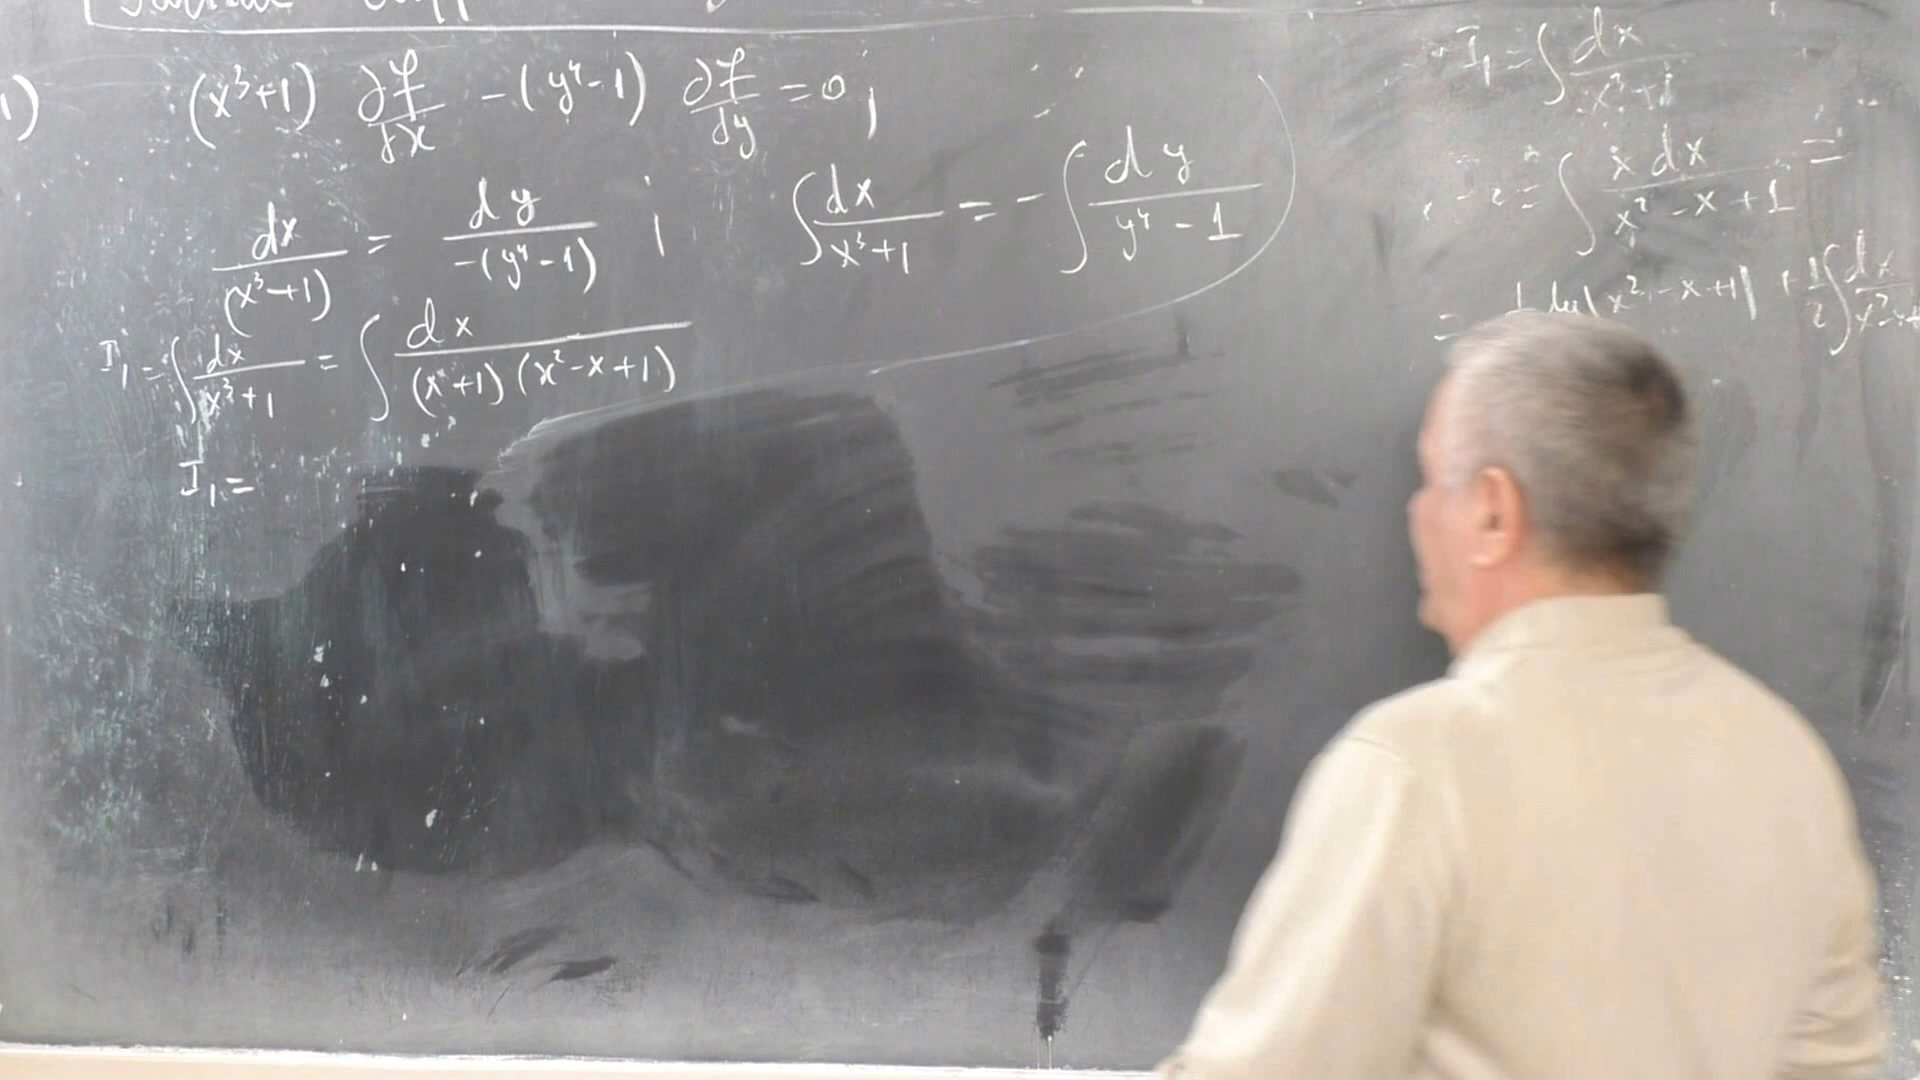 1) (x³+1) ∂f/∂x - (y⁴-1) ∂f/∂y = 0 ;
dx/(x³+1) = dy/-(y⁴-1) ; ∫ dx/x³+1 = - ∫ dy/y⁴-1
I₁ = ∫ dx/x³+1 = ∫ dx/(x+1)(x²-x+1)
I₁ =
I₁ = ∫ dx/x³+1
= ∫ x dx/x²-x+1 =
= |x²-x+1| + 1/2 ∫ dx/x²-x+